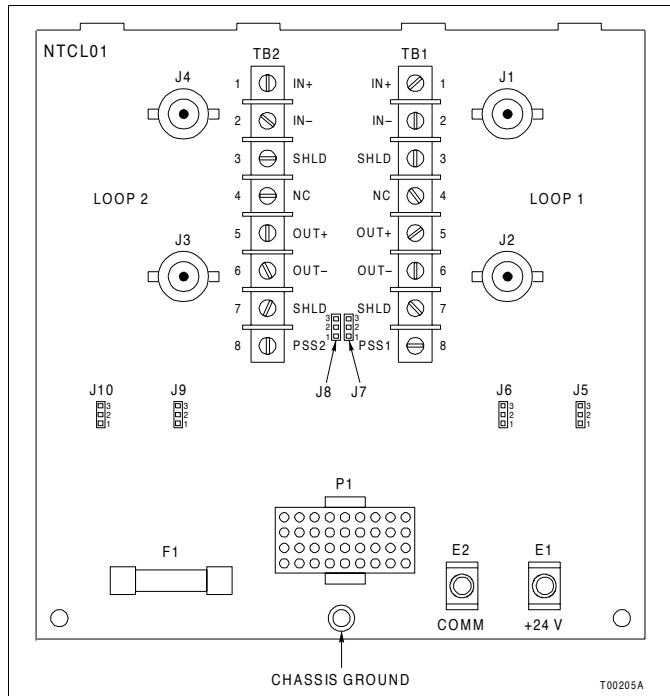 NTCL01
TB2 TB1
J4 J1
1 IN+ IN+ 1
2 IN– IN– 2
3 SHLD SHLD 3
4 NC NC 4
LOOP 2 LOOP 1
5 OUT+ OUT+ 5
J3 J2
6 OUT– OUT– 6
7 SHLD SHLD 7
3 3
2 2
1 1
8 PSS2 PSS1 8
J8 J7
J10 J9 J6 J5
3 3 3 3
2 2 2 2
1 1 1 1
P1
F1 E2 E1
COMM +24 V
CHASSIS GROUND
T00205A